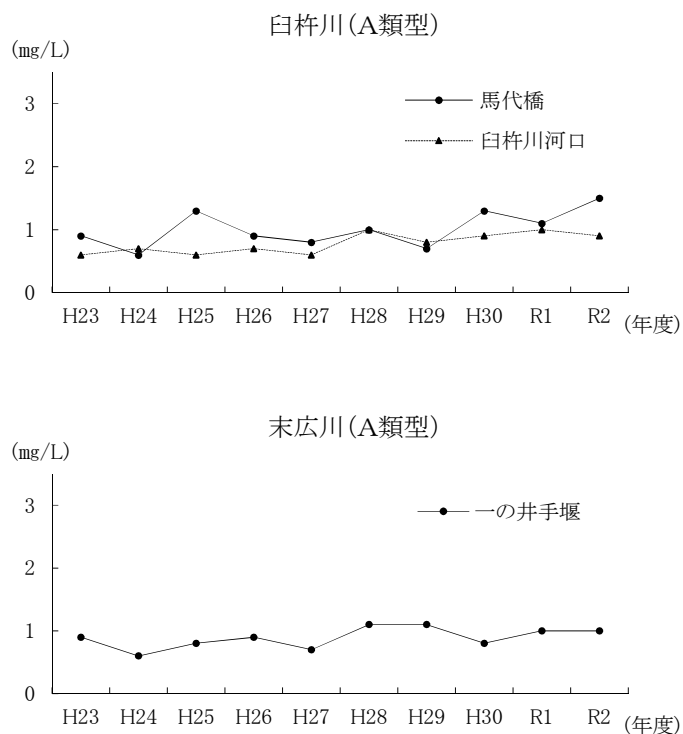 臼杵川(A類型)
(㎎/L)
3
2
1
0
馬代橋
臼杵川河口
H23 H24 H25 H26 H27 H28 H29 H30 R1 R2 (年度)
末広川(A類型)
(㎎/L)
3
2
1
0
一の井手堰
H23 H24 H25 H26 H27 H28 H29 H30 R1 R2 (年度)